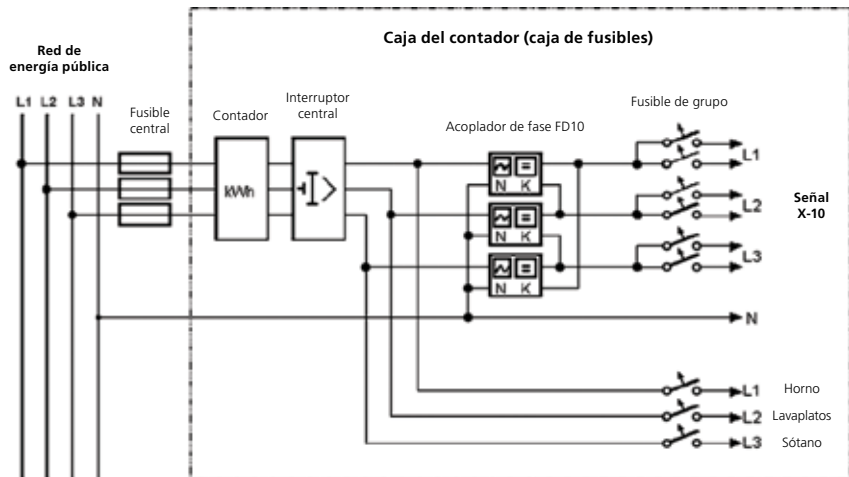 Caja del contador (caja de fusibles)
Red de
energía pública
L1 L2 L3 N
Fusible
central
Contador
Interruptor
central
Acoplador de fase FD10
Fusible de grupo
kWh
N K
N K
N K
L1
L2
L3
Señal
X-10
N
L1 Horno
L2 Lavaplatos
L3 Sótano